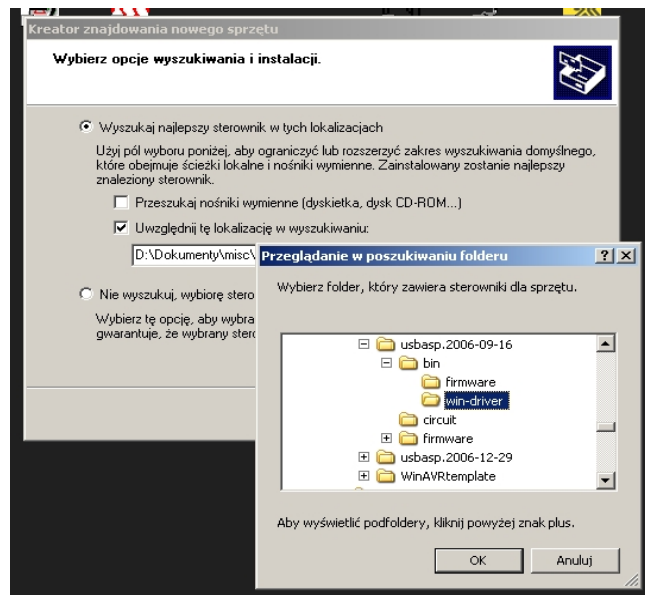 Kreator znajdowania nowego sprzętu
Wybierz opcje wyszukiwania i instalacji.
Wyszukaj najlepszy sterownik w tych lokalizacjach
Użyj pól wyboru poniżej, aby ograniczyć lub rozszerzyć zakres wyszukiwania domyślnego,
które obejmuje ścieżki lokalne i nośniki wymienne. Zainstalowany zostanie najlepszy
znaleziony sterownik.
Przeszukaj nośniki wymienne (dyskietka, dysk CD-ROM...)
Uwzględnij tę lokalizację w wyszukiwaniu:
D:\Dokumenty\misc\
Nie wyszukuj, wybiorę stero
Wybierz tę opcję, aby wybra
gwarantuje, że wybrany stero
Przeglądanie w poszukiwaniu folderu
Wybierz folder, który zawiera sterowniki dla sprzętu.
usbasp.2006-09-16
bin
firmware
win-driver
circuit
firmware
usbasp.2006-12-29
WinAVRtemplate
Aby wyświetlić podfoldery, kliknij powyżej znak plus.
OK Anuluj